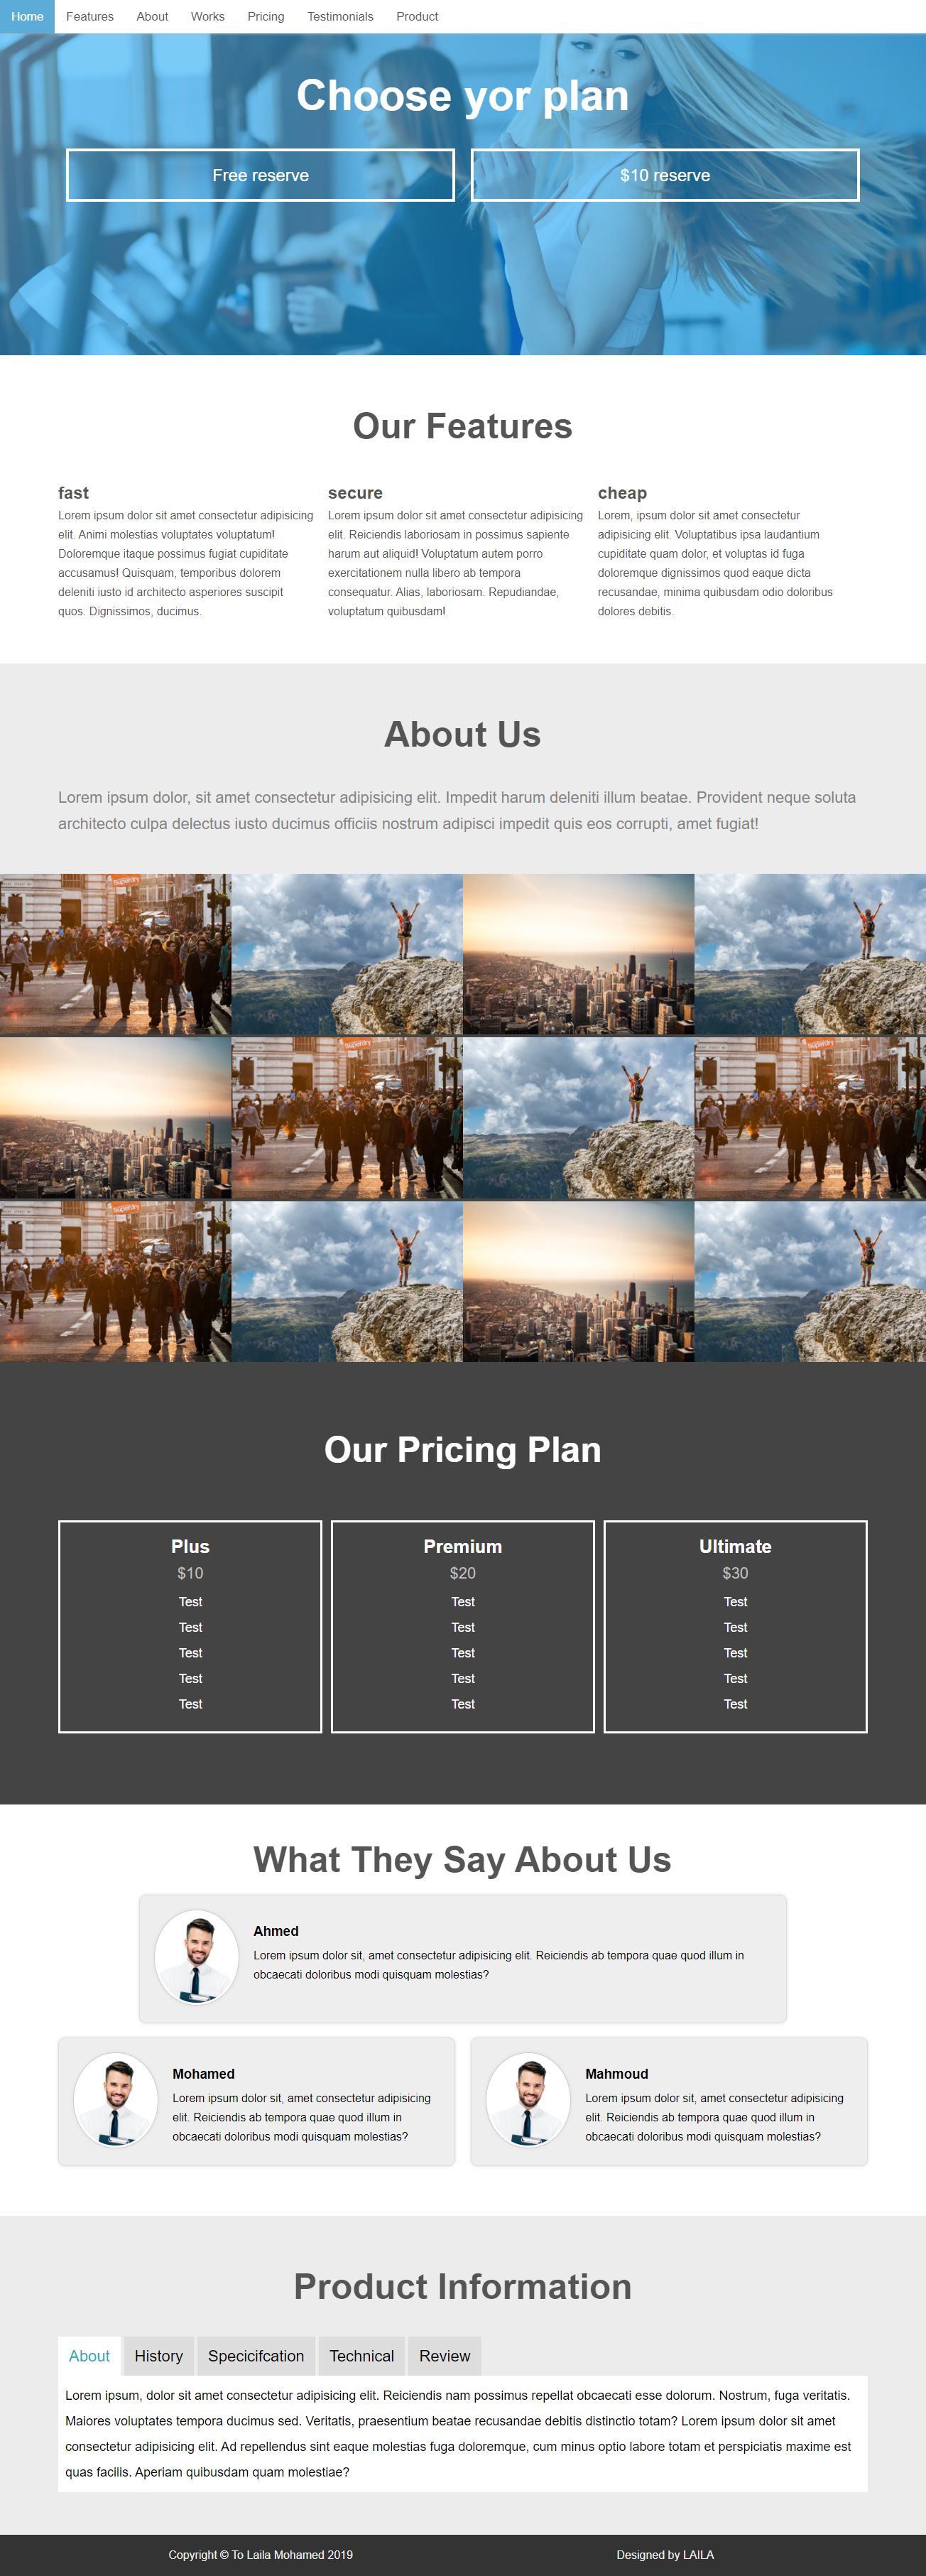 Home Features About Works Pricing Testimonials Product
Choose yor plan
Free reserve $10 reserve
Our Features
fast
Lorem ipsum dolor sit amet consectetur adipisicing
elit. Animi molestias voluptates voluptatum!
Doloremque itaque possimus fugiat cupiditate
accusamus! Quisquam, temporibus dolorem
deleniti iusto id architecto asperiores suscipit
quos. Dignissimos, ducimus.
secure
Lorem ipsum dolor sit amet consectetur adipisicing
elit. Reiciendis laboriosam in possimus sapiente
harum aut aliquid! Voluptatum autem porro
exercitationem nulla libero ab tempora
consequatur. Alias, laboriosam. Repudiandae,
voluptatum quibusdam!
cheap
Lorem, ipsum dolor sit amet consectetur
adipisicing elit. Voluptatibus ipsa laudantium
cupiditate quam dolor, et voluptas id fuga
doloremque dignissimos quod eaque dicta
recusandae, minima quibusdam odio doloribus
dolores debitis.
About Us
Lorem ipsum dolor, sit amet consectetur adipisicing elit. Impedit harum deleniti illum beatae. Provident neque soluta
architecto culpa delectus iusto ducimus officiis nostrum adipisci impedit quis eos corrupti, amet fugiat!
Superdry
Superdry
Superdry
Superdry
Our Pricing Plan
Plus
$10
Test
Test
Test
Test
Test
Premium
$20
Test
Test
Test
Test
Test
Ultimate
$30
Test
Test
Test
Test
Test
What They Say About Us
Ahmed
Lorem ipsum dolor sit, amet consectetur adipisicing elit. Reiciendis ab tempora quae quod illum in
obcaecati doloribus modi quisquam molestias?
Mohamed
Lorem ipsum dolor sit, amet consectetur adipisicing
elit. Reiciendis ab tempora quae quod illum in
obcaecati doloribus modi quisquam molestias?
Mahmoud
Lorem ipsum dolor sit, amet consectetur adipisicing
elit. Reiciendis ab tempora quae quod illum in
obcaecati doloribus modi quisquam molestias?
Product Information
About History Specicifcation Technical Review
Lorem ipsum, dolor sit amet consectetur adipisicing elit. Reiciendis nam possimus repellat obcaecati esse dolorum. Nostrum, fuga veritatis.
Maiores voluptates tempora ducimus sed. Veritatis, praesentium beatae recusandae debitis distinctio totam? Lorem ipsum dolor sit amet
consectetur adipisicing elit. Ad repellendus sint eaque molestias fuga doloremque, cum minus optio labore totam et perspiciatis maxime est
quas facilis. Aperiam quibusdam quam molestiae?
Copyright © To Laila Mohamed 2019 Designed by LAILA